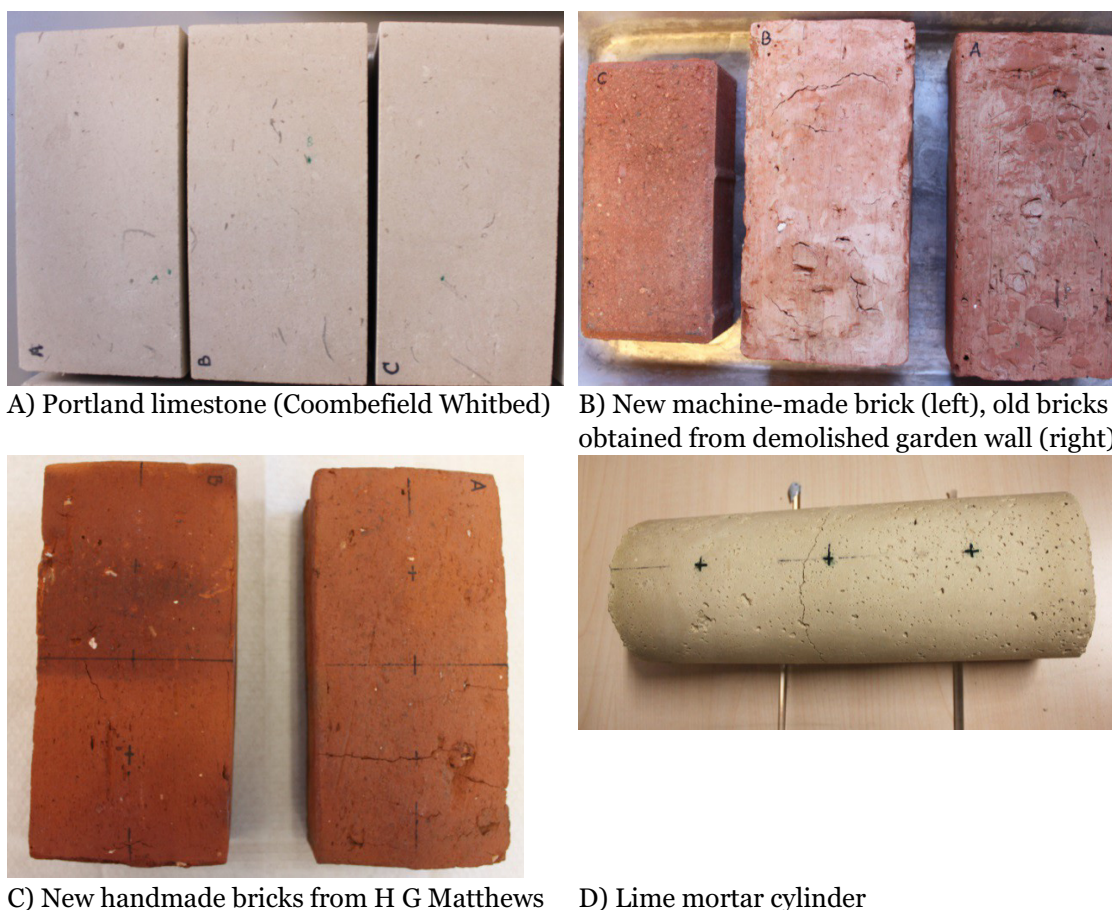 A
B
C
A) Portland limestone (Coombefield Whitbed)
C
B
A
B) New machine-made brick (left), old bricks
obtained from demolished garden wall (right)
B
A
C) New handmade bricks from H G Matthews
D) Lime mortar cylinder